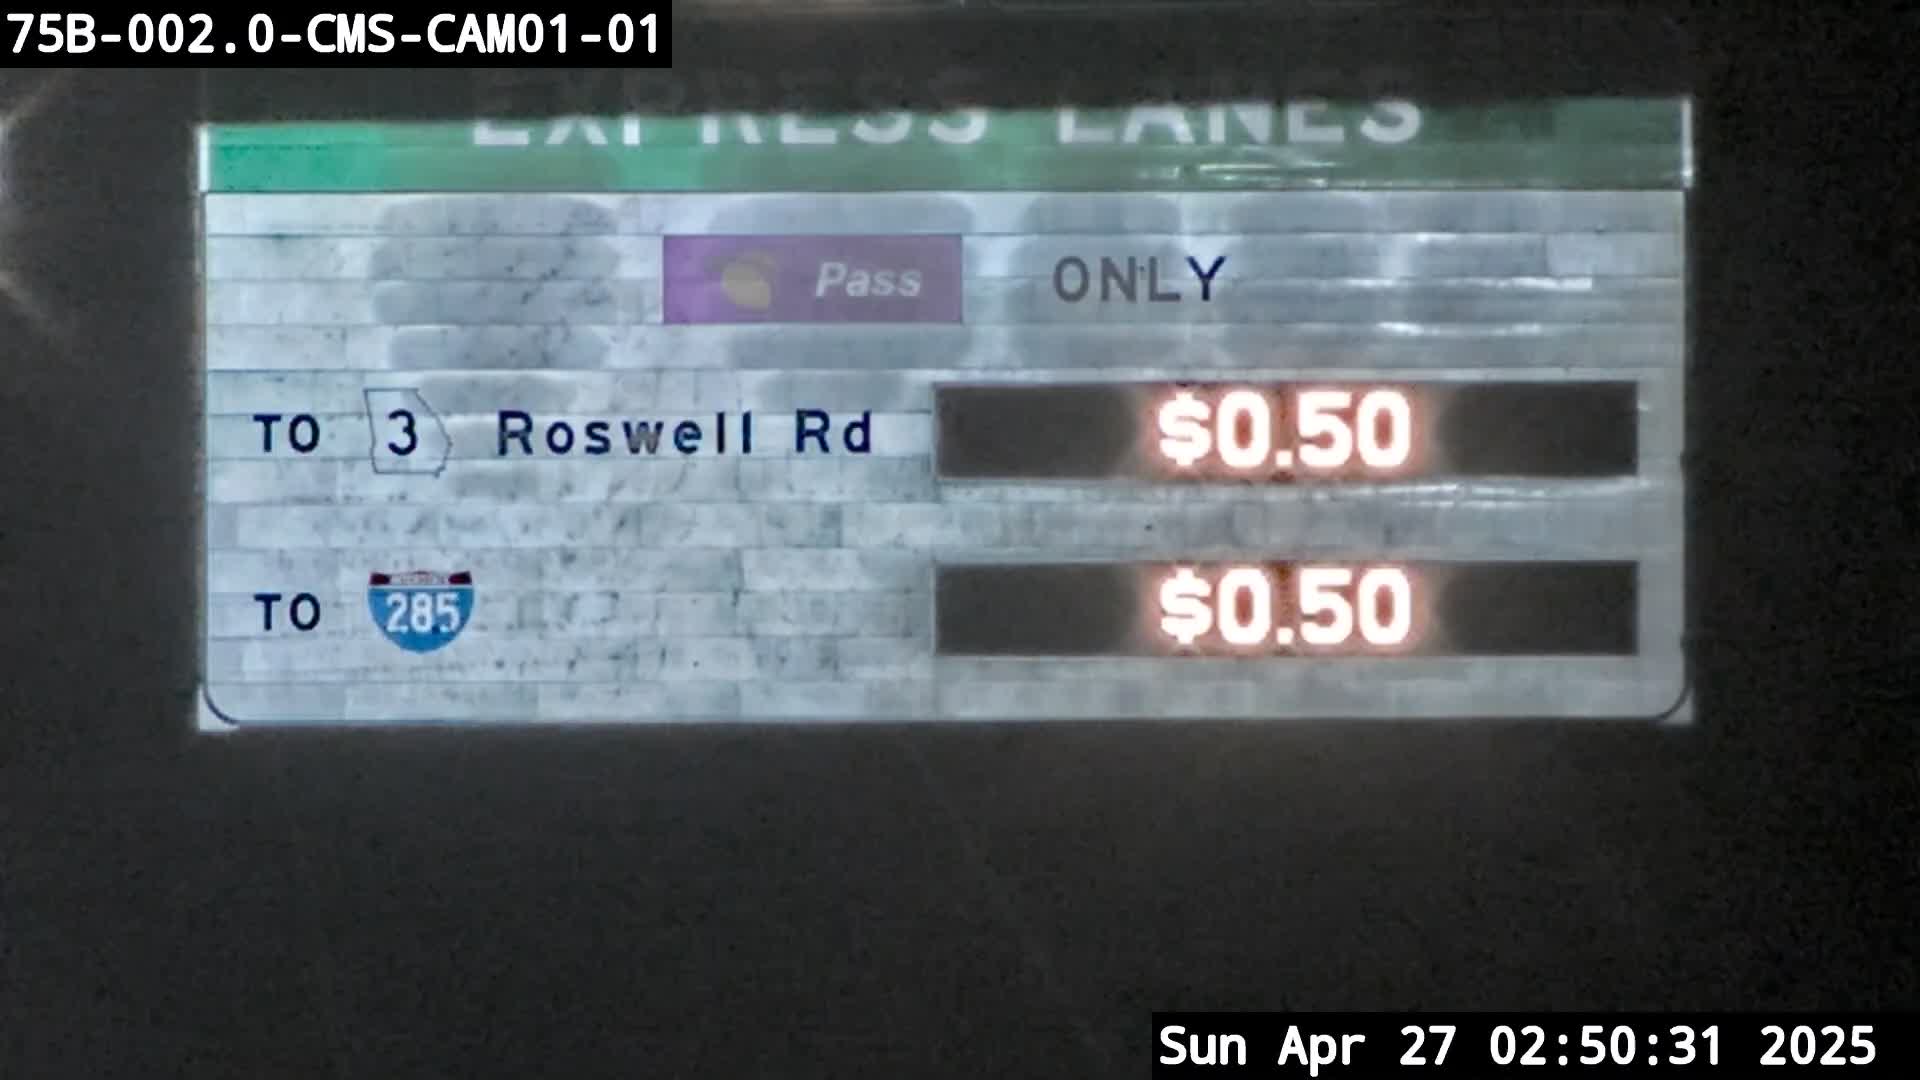 75B-002.0-CMS-CAM01-01
EXPRESS LANES
Pass ONLY
TO 3 Roswell Rd $0.50
TO 285 $0.50
Sun Apr 27 02:50:31 2025